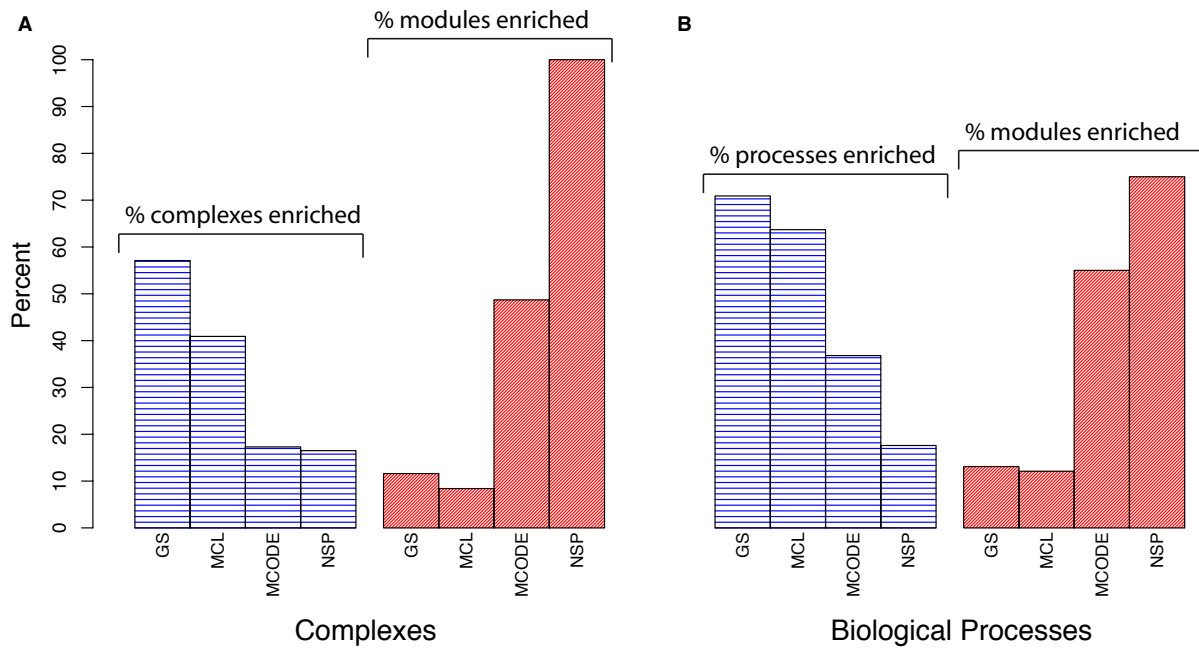 A
% modules enriched
% complexes enriched
Percent
0 10 20 30 40 50 60 70 80 90 100
GS MCL MCODE NSP GS MCL MCODE NSP
Complexes
B
% processes enriched
% modules enriched
GS MCL MCODE NSP GS MCL MCODE NSP
Biological Processes